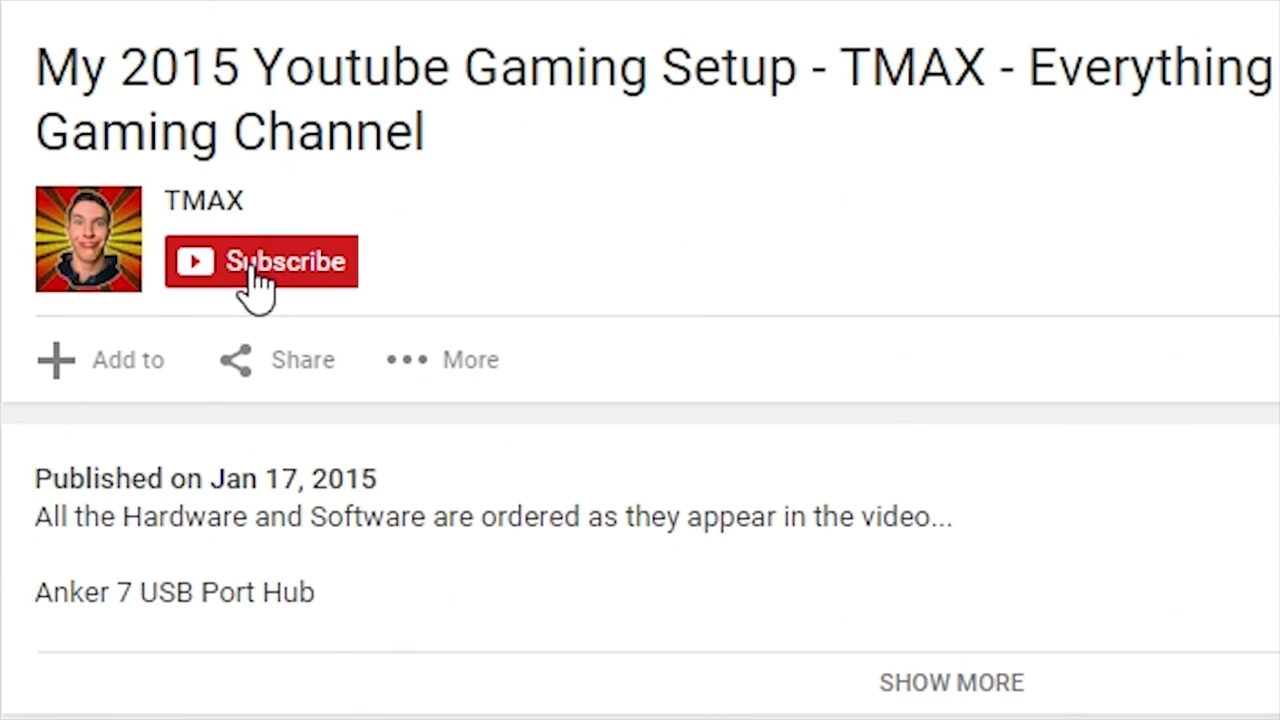 My 2015 Youtube Gaming Setup - TMAX - Everything
Gaming Channel
TMAX
Subscribe
Add to Share More
Published on Jan 17, 2015
All the Hardware and Software are ordered as they appear in the video...
Anker 7 USB Port Hub
SHOW MORE